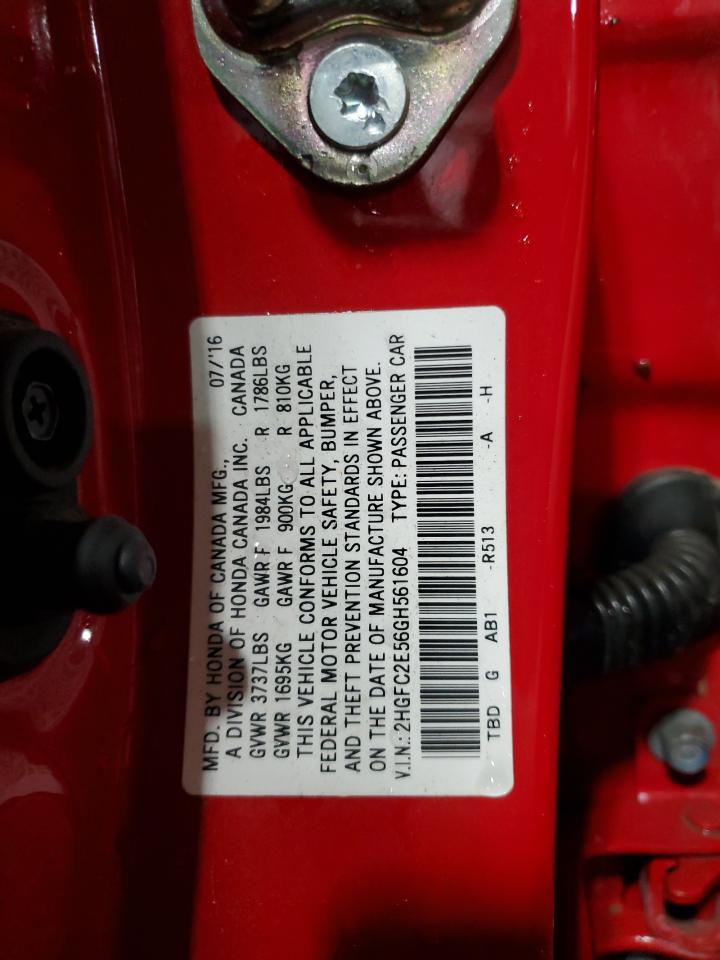 MFD. BY HONDA OF CANADA MFG., 07/'16
A DIVISION OF HONDA CANADA INC. CANADA
GVWR 3737LBS GAWR F 1984LBS R 1786LBS
GVWR 1695KG GAWR F 900KG R 810KG
THIS VEHICLE CONFORMS TO ALL APPLICABLE
FEDERAL MOTOR VEHICLE SAFETY, BUMPER,
AND THEFT PREVENTION STANDARDS IN EFFECT
ON THE DATE OF MANUFACTURE SHOWN ABOVE.
V.I.N.: 2HGFC2E56GH561604 TYPE: PASSENGER CAR
TBD G AB1 -R513 -A -H